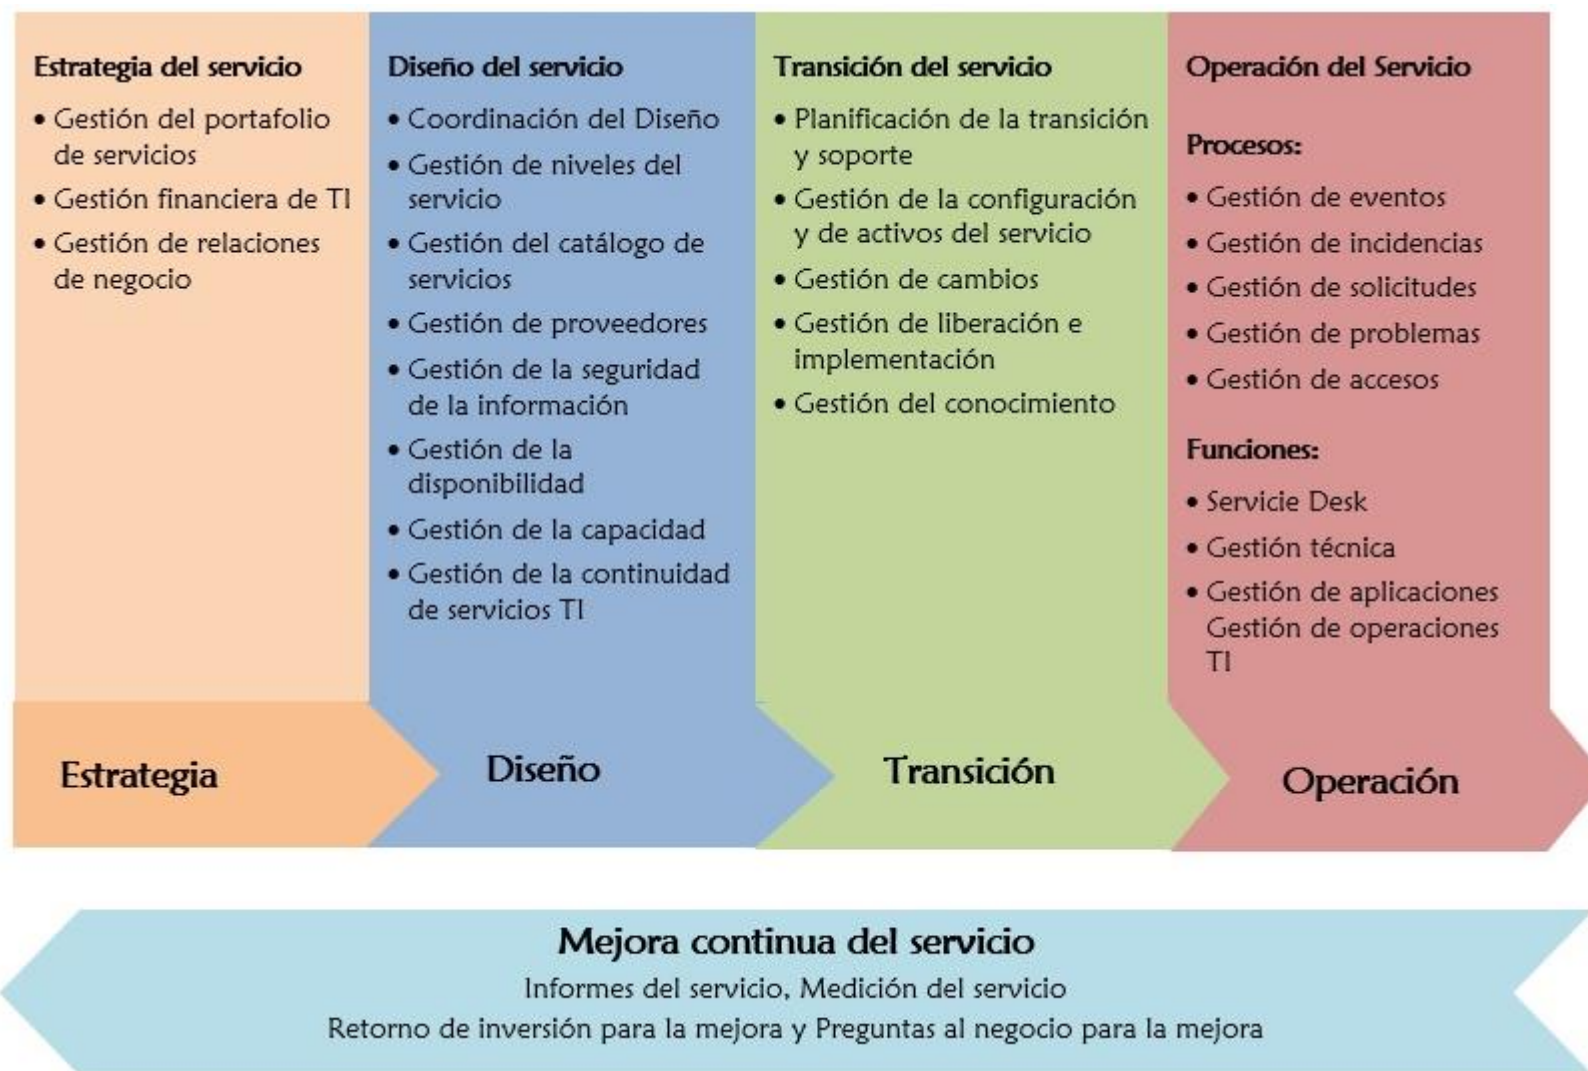 Estrategia del servicio
• Gestión del portafolio
de servicios
• Gestión financiera de TI
• Gestión de relaciones
de negocio
Diseño del servicio
• Coordinación del Diseño
• Gestión de niveles del
servicio
• Gestión del catálogo de
servicios
• Gestión de proveedores
• Gestión de la seguridad
de la información
• Gestión de la
disponibilidad
• Gestión de la capacidad
• Gestión de la continuidad
de servicios TI
Transición del servicio
• Planificación de la transición
y soporte
• Gestión de la configuración
y de activos del servicio
• Gestión de cambios
• Gestión de liberación e
implementación
• Gestión del conocimiento
Operación del Servicio
Procesos:
• Gestión de eventos
• Gestión de incidencias
• Gestión de solicitudes
• Gestión de problemas
• Gestión de accesos
Funciones:
• Servicie Desk
• Gestión técnica
• Gestión de aplicaciones
Gestión de operaciones
TI
Estrategia
Diseño
Transición
Operación
Mejora continua del servicio
Informes del servicio, Medición del servicio
Retorno de inversión para la mejora y Preguntas al negocio para la mejora